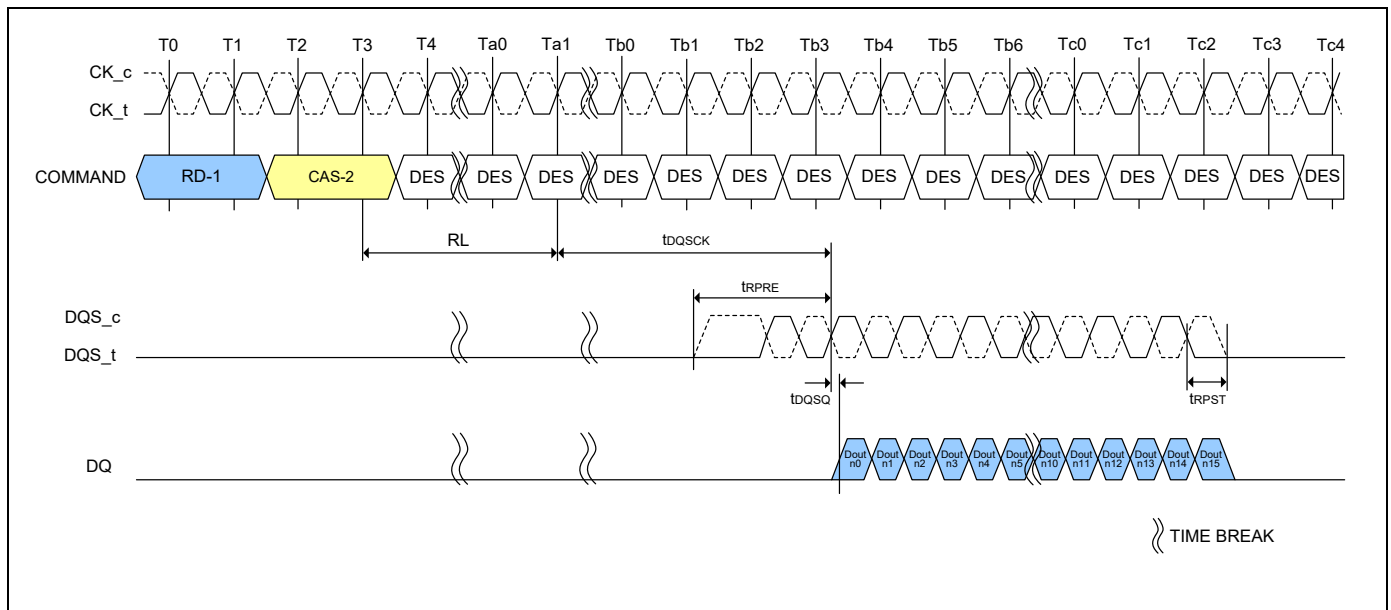 T0 T1 T2 T3 T4 Ta0 Ta1 Tb0 Tb1 Tb2 Tb3 Tb4 Tb5 Tb6 Tc0 Tc1 Tc2 Tc3 Tc4
CK_c
CK_t
COMMAND RD-1 CAS-2 DES DES DES DES DES DES DES DES DES DES DES DES DES DES DES
RL tDQSCK
tRPRE
DQS_c
DQS_t
tDQSQ tRPST
DQ
Dout n0 Dout n1 Dout n2 Dout n3 Dout n4 Dout n5 Dout n10 Dout n11 Dout n12 Dout n13 Dout n14 Dout n15
TIME BREAK